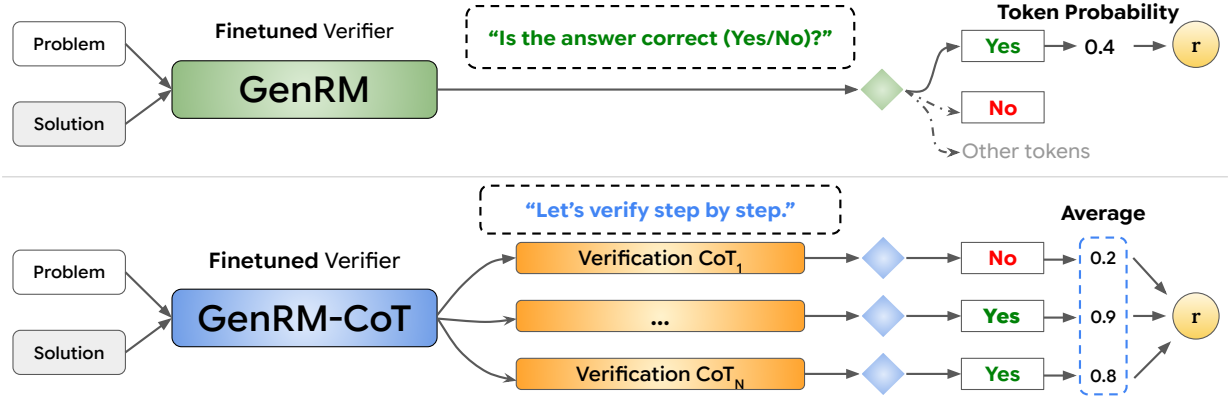 Problem
Solution
Finetuned Verifier
GenRM
“Is the answer correct (Yes/No)?”
Token Probability
Yes
0.4
r
No
Other tokens
Problem
Solution
Finetuned Verifier
GenRM-CoT
“Let’s verify step by step.”
Average
Verification CoT₁
No
0.2
...
Yes
0.9
r
Verification CoT_N
Yes
0.8